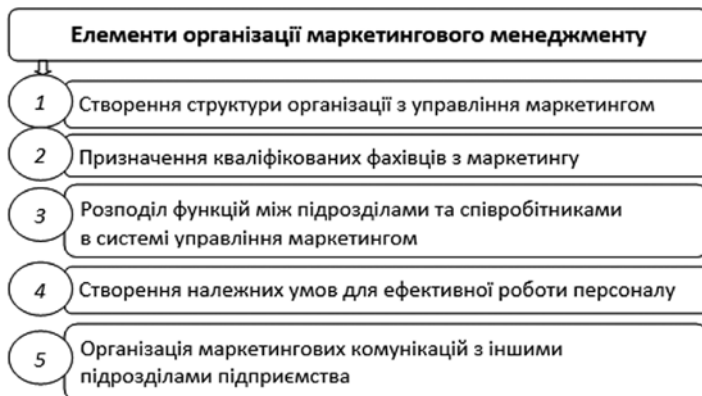 Елементи організації маркетингового менеджменту
1 Створення структури організації з управління маркетингом
2 Призначення кваліфікованих фахівців з маркетингу
3 Розподіл функцій між підрозділами та співробітниками
в системі управління маркетингом
4 Створення належних умов для ефективної роботи персоналу
5 Організація маркетингових комунікацій з іншими
підрозділами підприємства